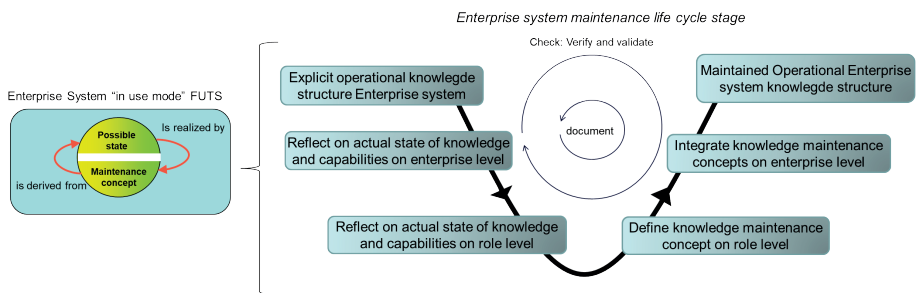 Enterprise system maintenance life cycle stage
Check: Verify and validate
Enterprise System “in use mode” FUTS
Possible
state
Maintenance
concept
Is realized by
is derived from
Explicit operational knowlegde
structure Enterprise system
Reflect on actual state of knowledge
and capabilities on enterprise level
Reflect on actual state of knowledge
and capabilities on role level
document
Maintained Operational Enterprise
system knowlegde structure
Integrate knowledge maintenance
concepts on enterprise level
Define knowledge maintenance
concept on role level